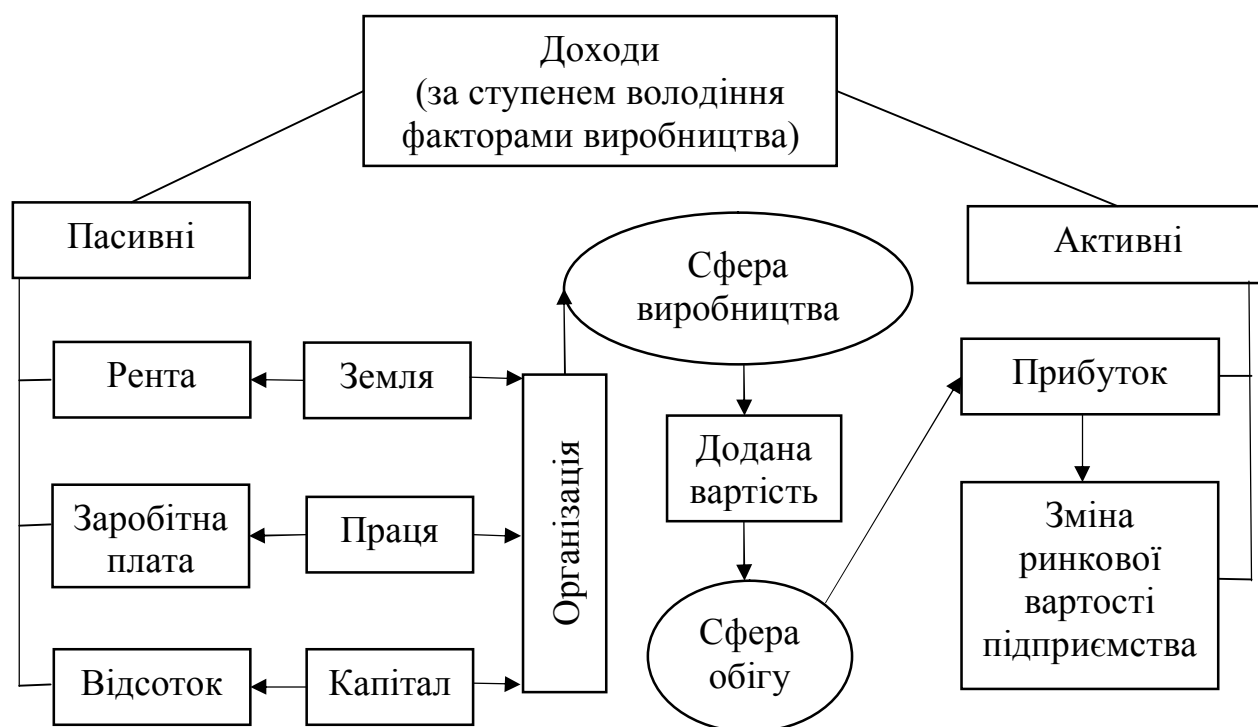 Доходи
(за ступенем володіння
факторами виробництва)
Пасивні
Активні
Сфера
виробництва
Рента
Земля
Прибуток
Організація
Додана
вартість
Заробітна
плата
Праця
Зміна
ринкової
вартості
підприємства
Сфера
обігу
Відсоток
Капітал